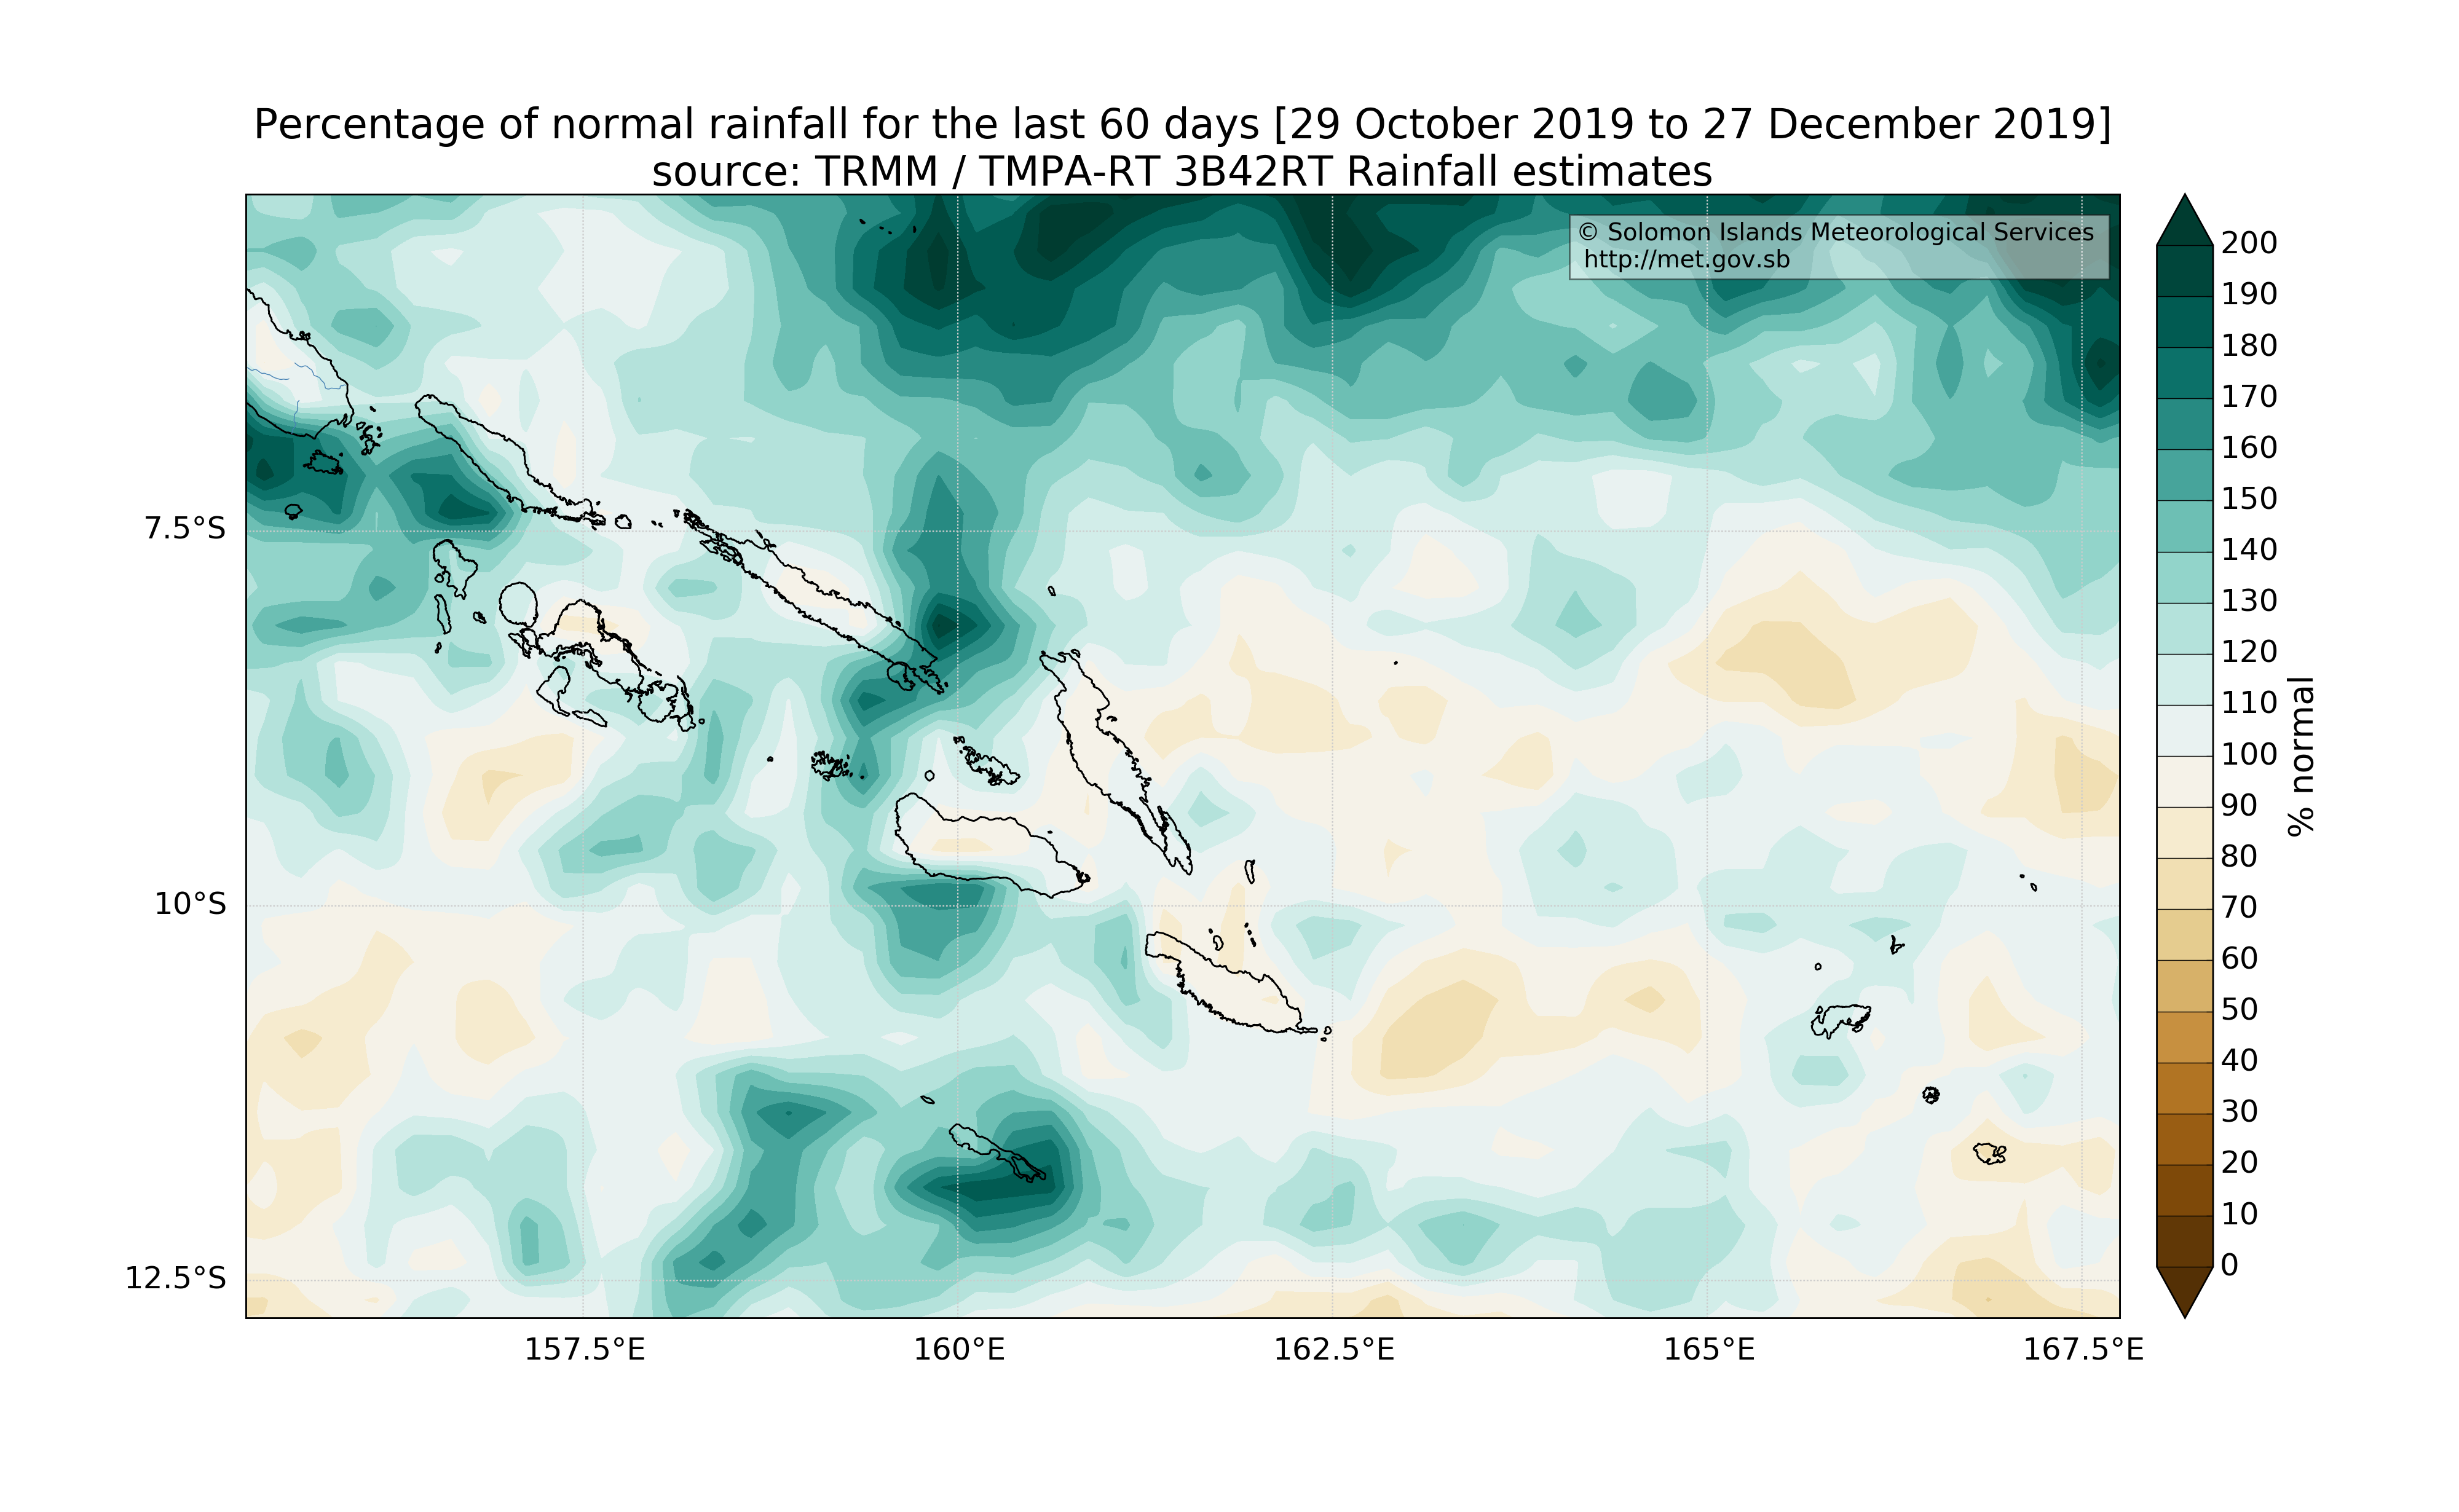 Percentage of normal rainfall for the last 60 days [29 October 2019 to 27 December 2019]
source: TRMM / TMPA-RT 3B42RT Rainfall estimates
© Solomon Islands Meteorological Services
http://met.gov.sb
7.5°S
10°S
12.5°S
157.5°E
160°E
162.5°E
165°E
167.5°E
200
190
180
170
160
150
140
130
120
110
100
90
80
70
60
50
40
30
20
10
0
% normal